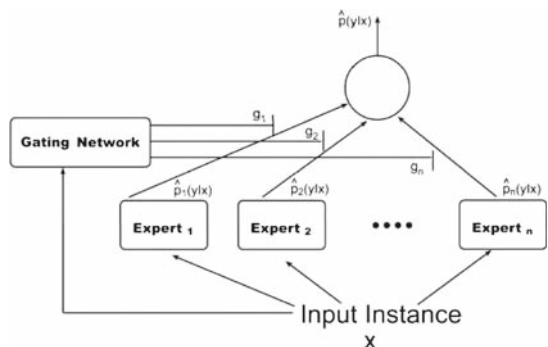 p̂(y|x)
g₁
Gating Network
g₂
gₙ
p̂₁(y|x)
p̂₂(y|x)
p̂ₙ(y|x)
Expert ₁
Expert ₂
••••
Expert ₙ
Input Instance
x